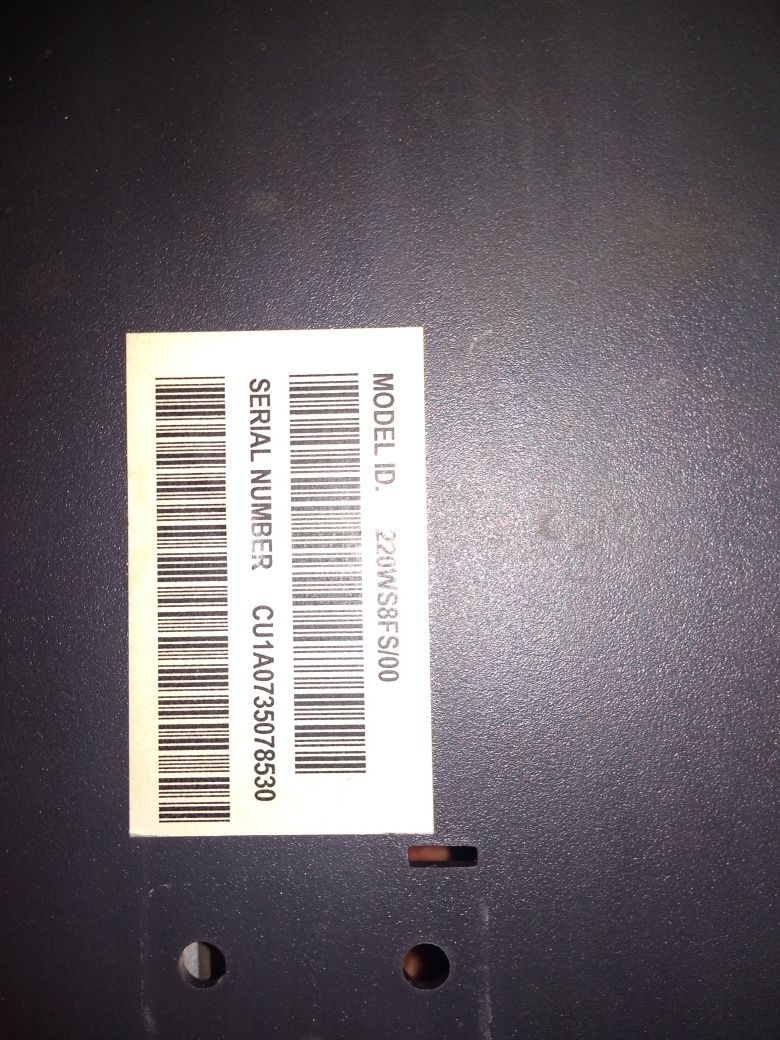 MODEL ID. 220WS8FS/00
SERIAL NUMBER CU1A0735078530